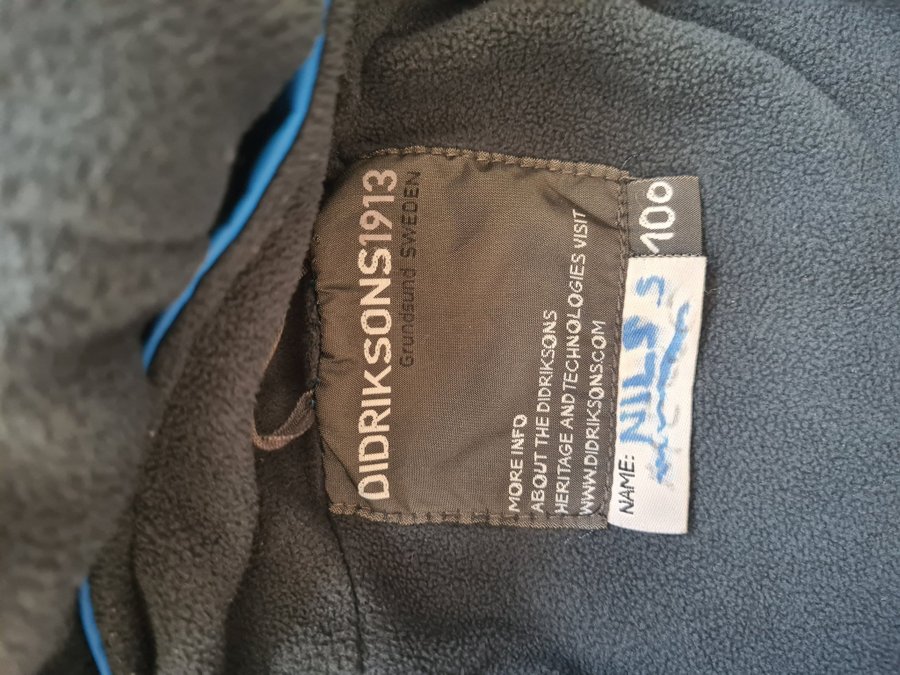 DIDRIKSONS1913
Grundsund SWEDEN
MORE INFO
ABOUT THE DIDRIKSONS
HERITAGE AND TECHNOLOGIES VISIT
WWW.DIDRIKSONS.COM
100
NAME: NILS